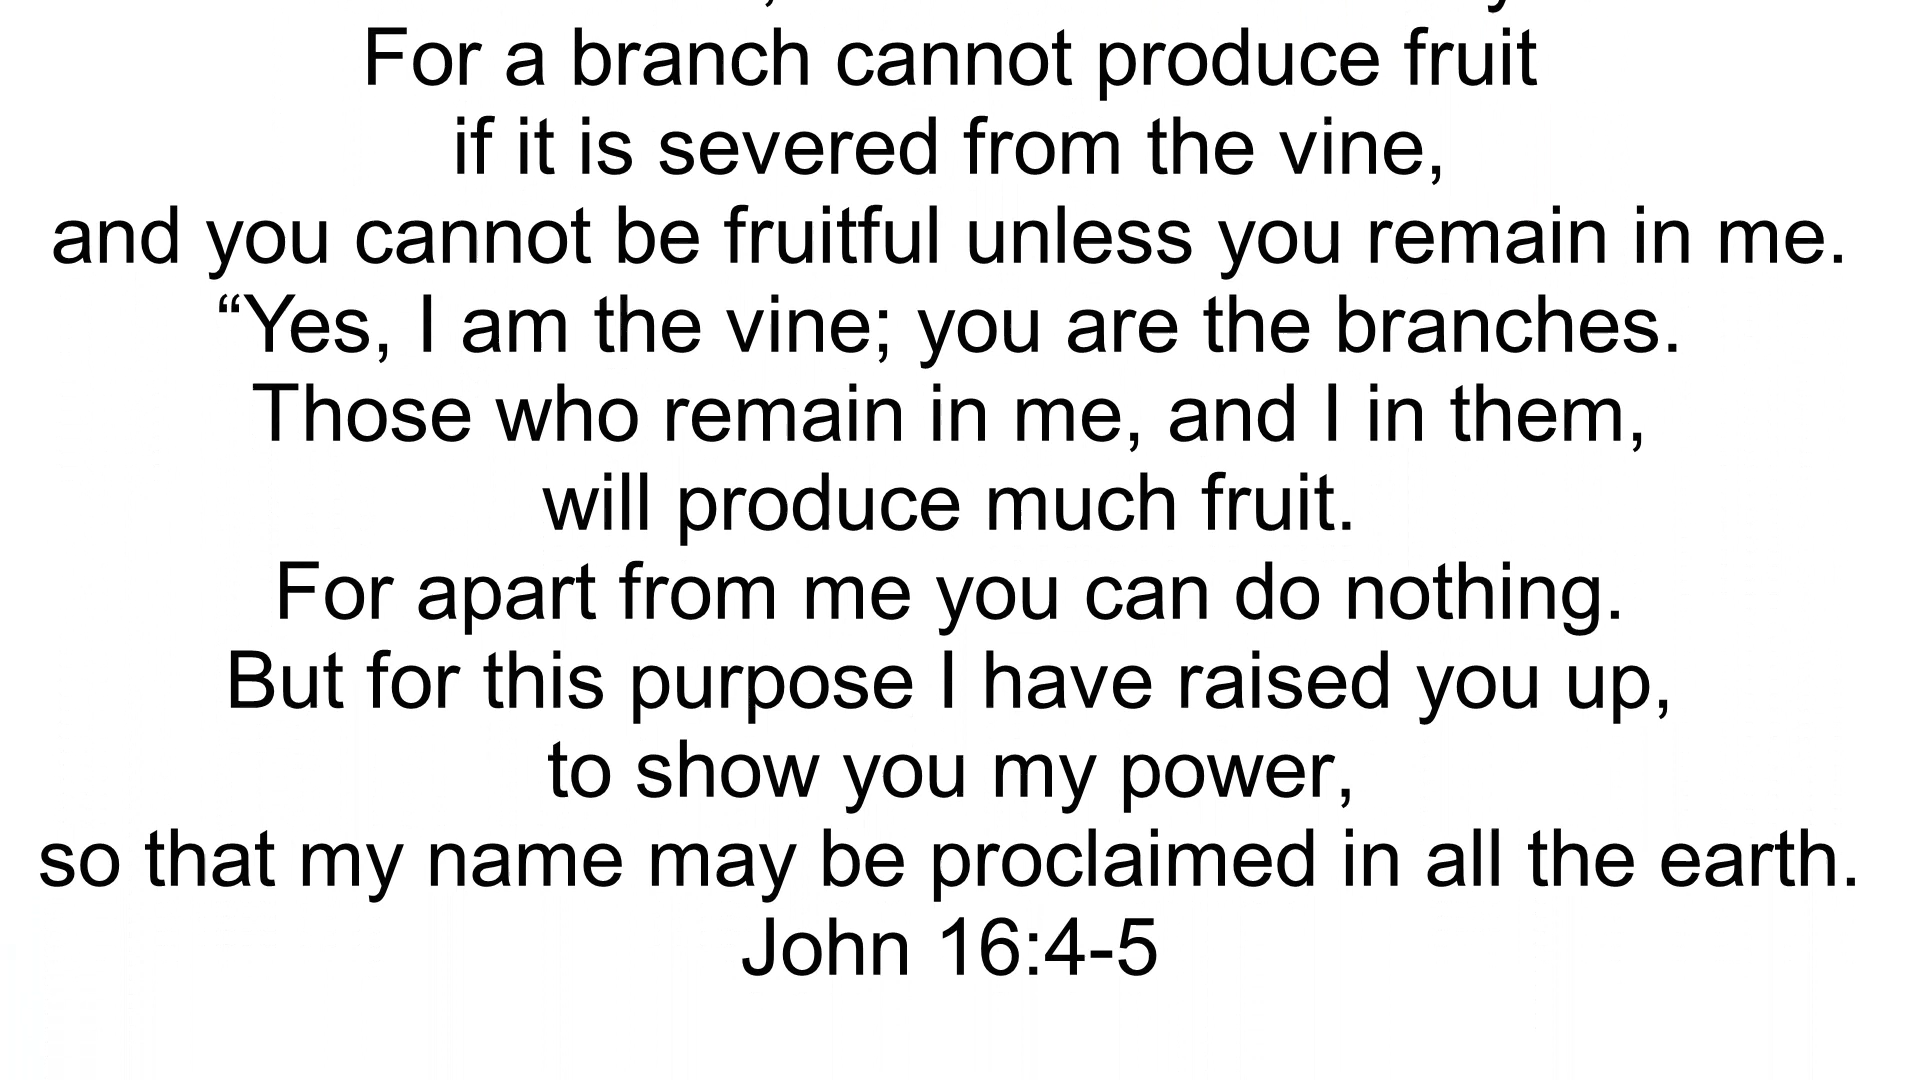 For a branch cannot produce fruit
if it is severed from the vine,
and you cannot be fruitful unless you remain in me.
“Yes, I am the vine; you are the branches.
Those who remain in me, and I in them,
will produce much fruit.
For apart from me you can do nothing.
But for this purpose I have raised you up,
to show you my power,
so that my name may be proclaimed in all the earth.
John 16:4-5